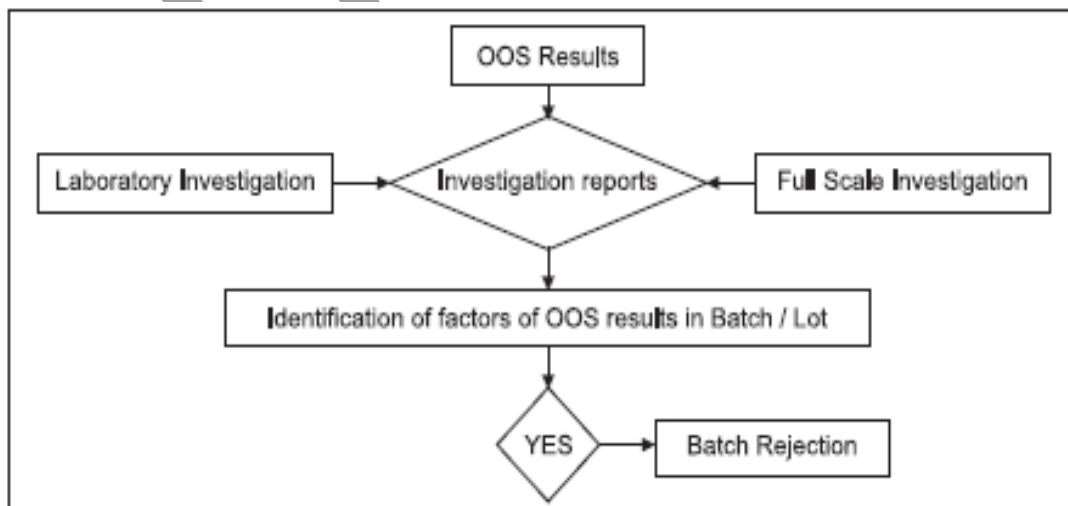 OOS Results
Laboratory Investigation
Investigation reports
Full Scale Investigation
Identification of factors of OOS results in Batch / Lot
YES
Batch Rejection